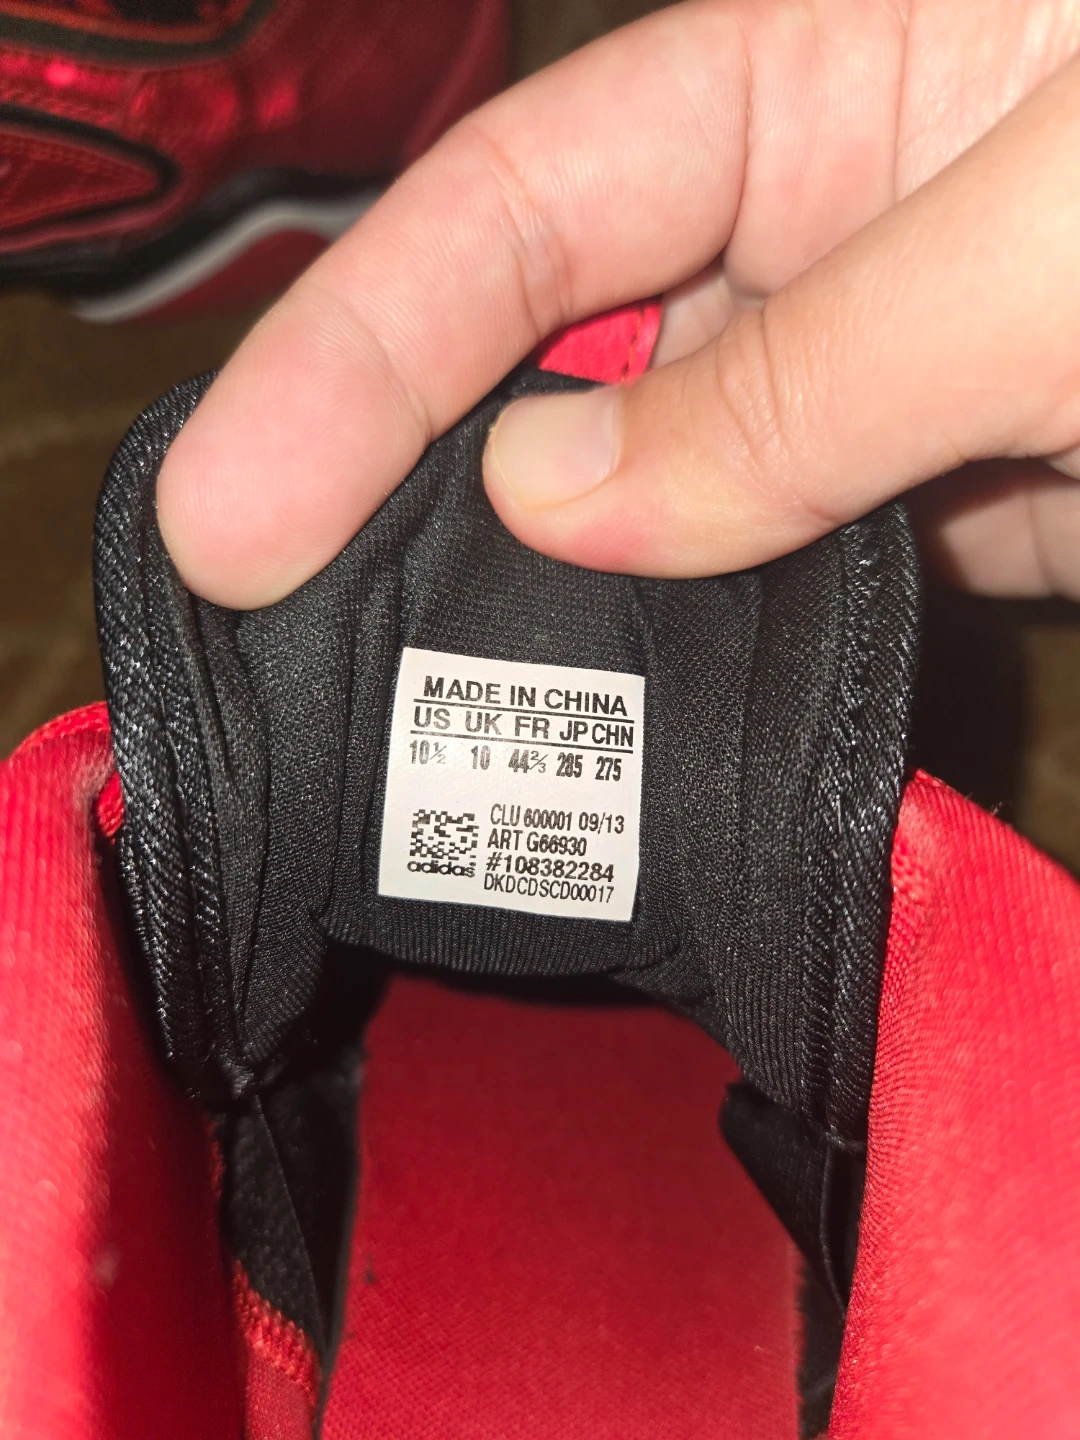 MADE IN CHINA
US UK FR JP CHN
10½ 10 44⅔ 285 275
CLU 600001 09/13
ART G66930
#108382284
adidas
DKDCDSCD00017